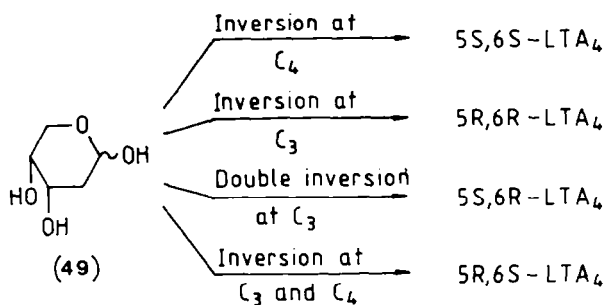 Inversion at
C4
5S,6S-LTA4
Inversion at
C3
5R,6R-LTA4
O
OH
HO
OH
(49)
Double inversion
at C3
5S,6R-LTA4
Inversion at
C3 and C4
5R,6S-LTA4